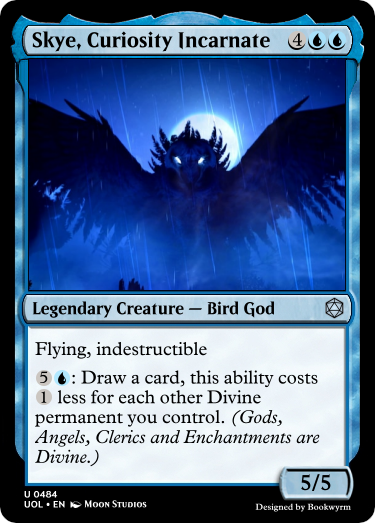 Skye, Curiosity Incarnate 4
Legendary Creature — Bird God
Flying, indestructible
5: Draw a card, this ability costs
1 less for each other Divine
permanent you control. (Gods,
Angels, Clerics and Enchantments are
Divine.)
5/5
U 0484
UOL • EN Moon Studios
Designed by Bookwyrm